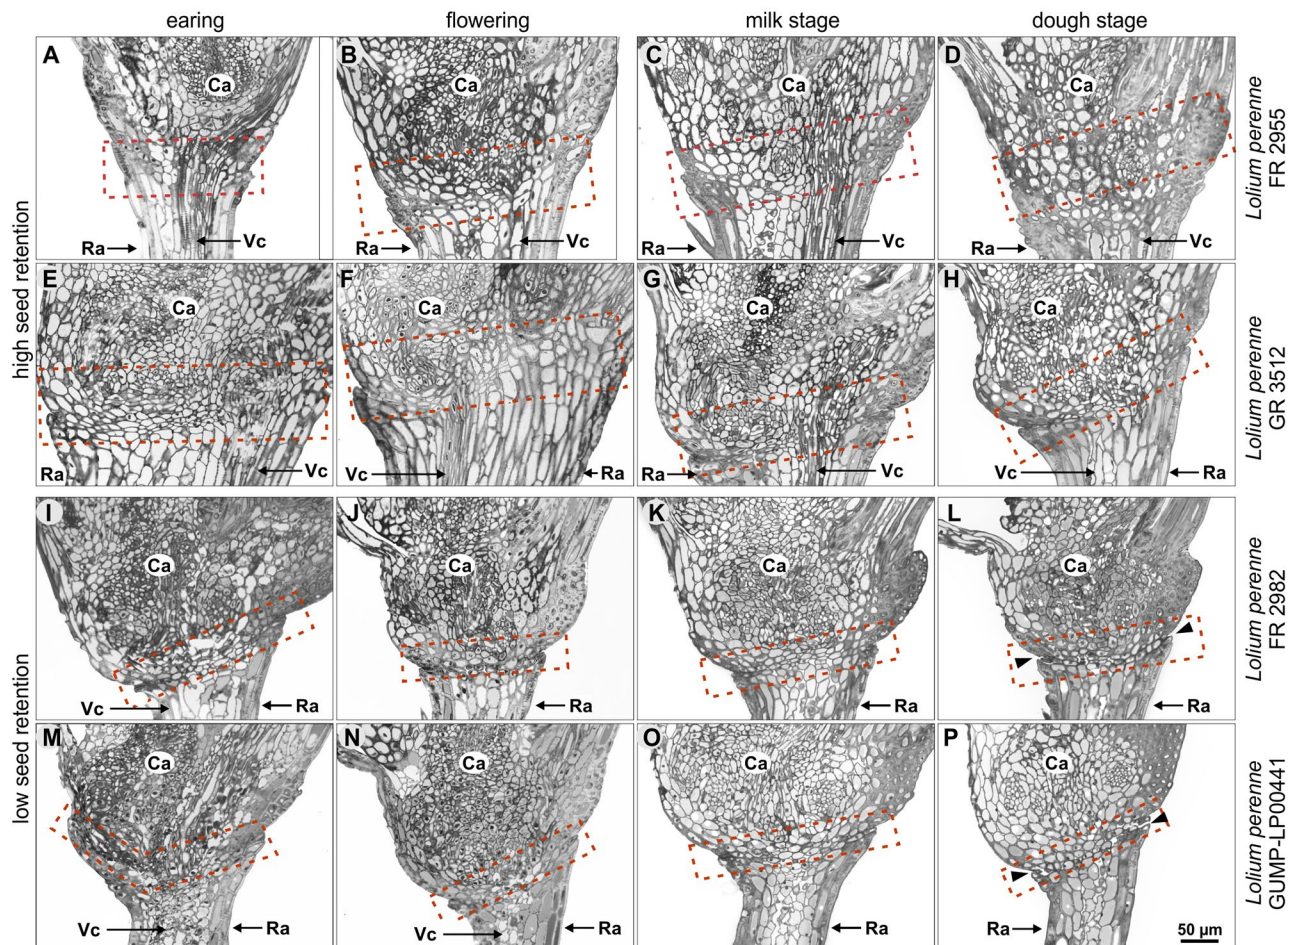 earing
flowering
milk stage
dough stage
high seed retention
A
Ca
Ra
Vc
B
Ca
Vc
C
Ca
Ra
Vc
D
Ca
Ra
Vc
Lolium perenne
FR 2955
E
Ca
Ra
Vc
F
Ca
Vc
Ra
G
Ca
Ra
Vc
H
Ca
Vc
Ra
Lolium perenne
GR 3512
low seed retention
I
Ca
Vc
Ra
J
Ca
Ra
K
Ca
Ra
L
Ca
Ra
Lolium perenne
FR 2982
M
Ca
Vc
Ra
N
Ca
Vc
Ra
O
Ca
Ra
P
Ca
Ra
50 µm
Lolium perenne
GUMP-LP00441